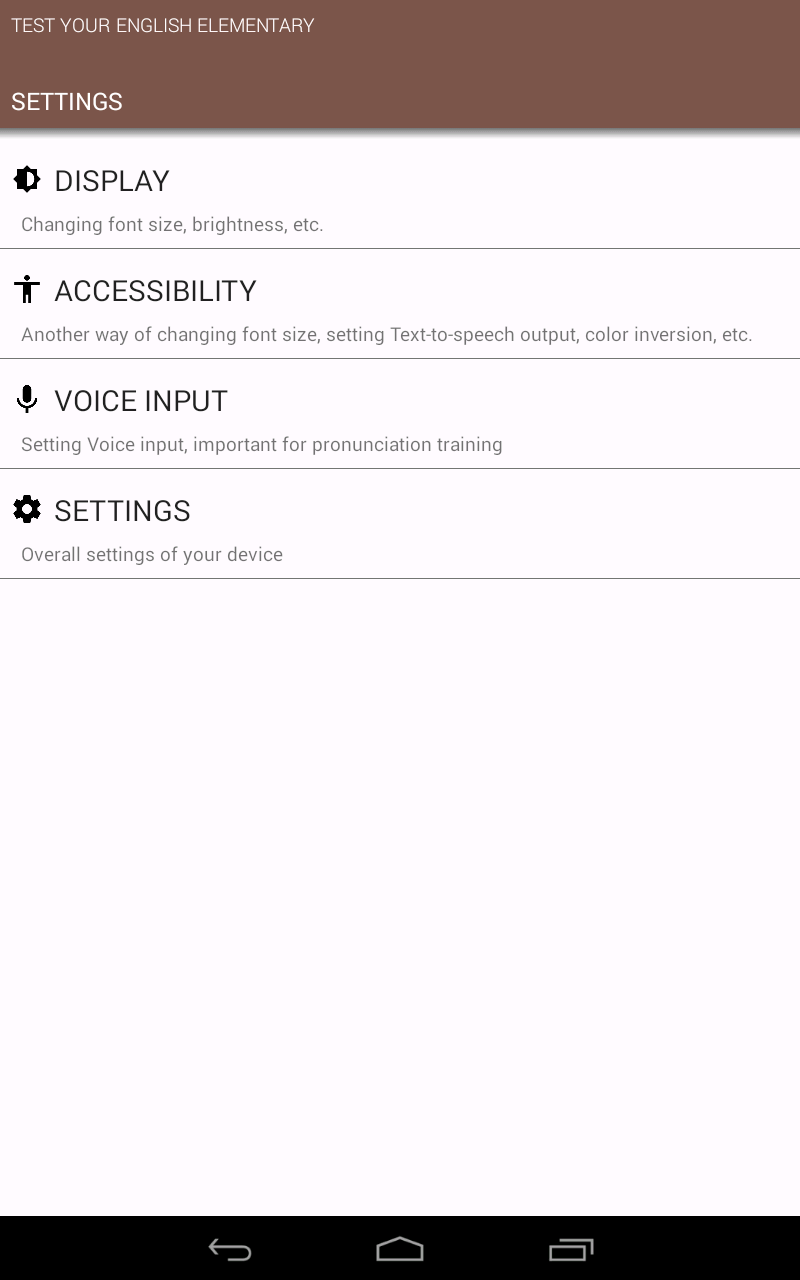 TEST YOUR ENGLISH ELEMENTARY
SETTINGS
DISPLAY
Changing font size, brightness, etc.
ACCESSIBILITY
Another way of changing font size, setting Text-to-speech output, color inversion, etc.
VOICE INPUT
Setting Voice input, important for pronunciation training
SETTINGS
Overall settings of your device